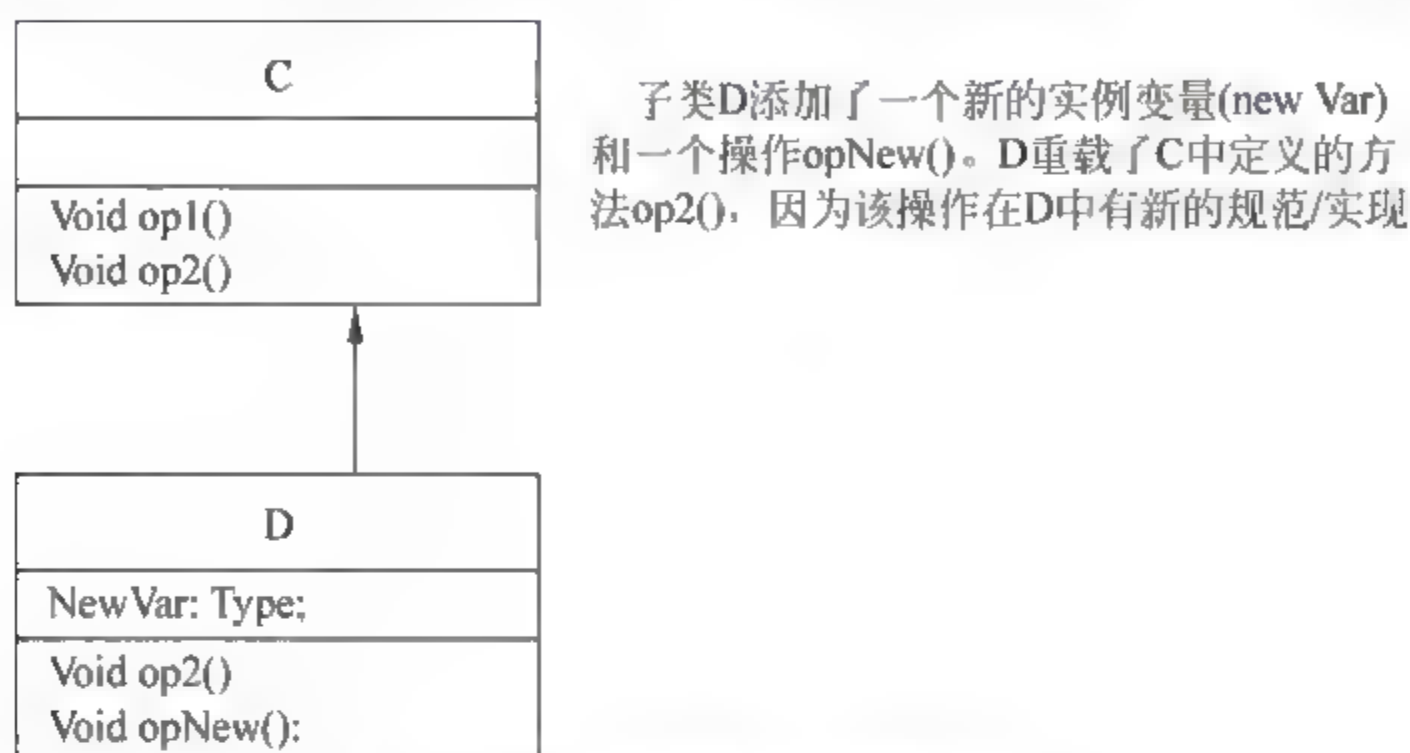 C
Void op1()
Void op2()
子类D添加了一个新的实例变量(new Var)
和一个操作opNew()。D重载了C中定义的方
法op2()，因为该操作在D中有新的规范/实现
D
NewVar: Type;
Void op2()
Void opNew():